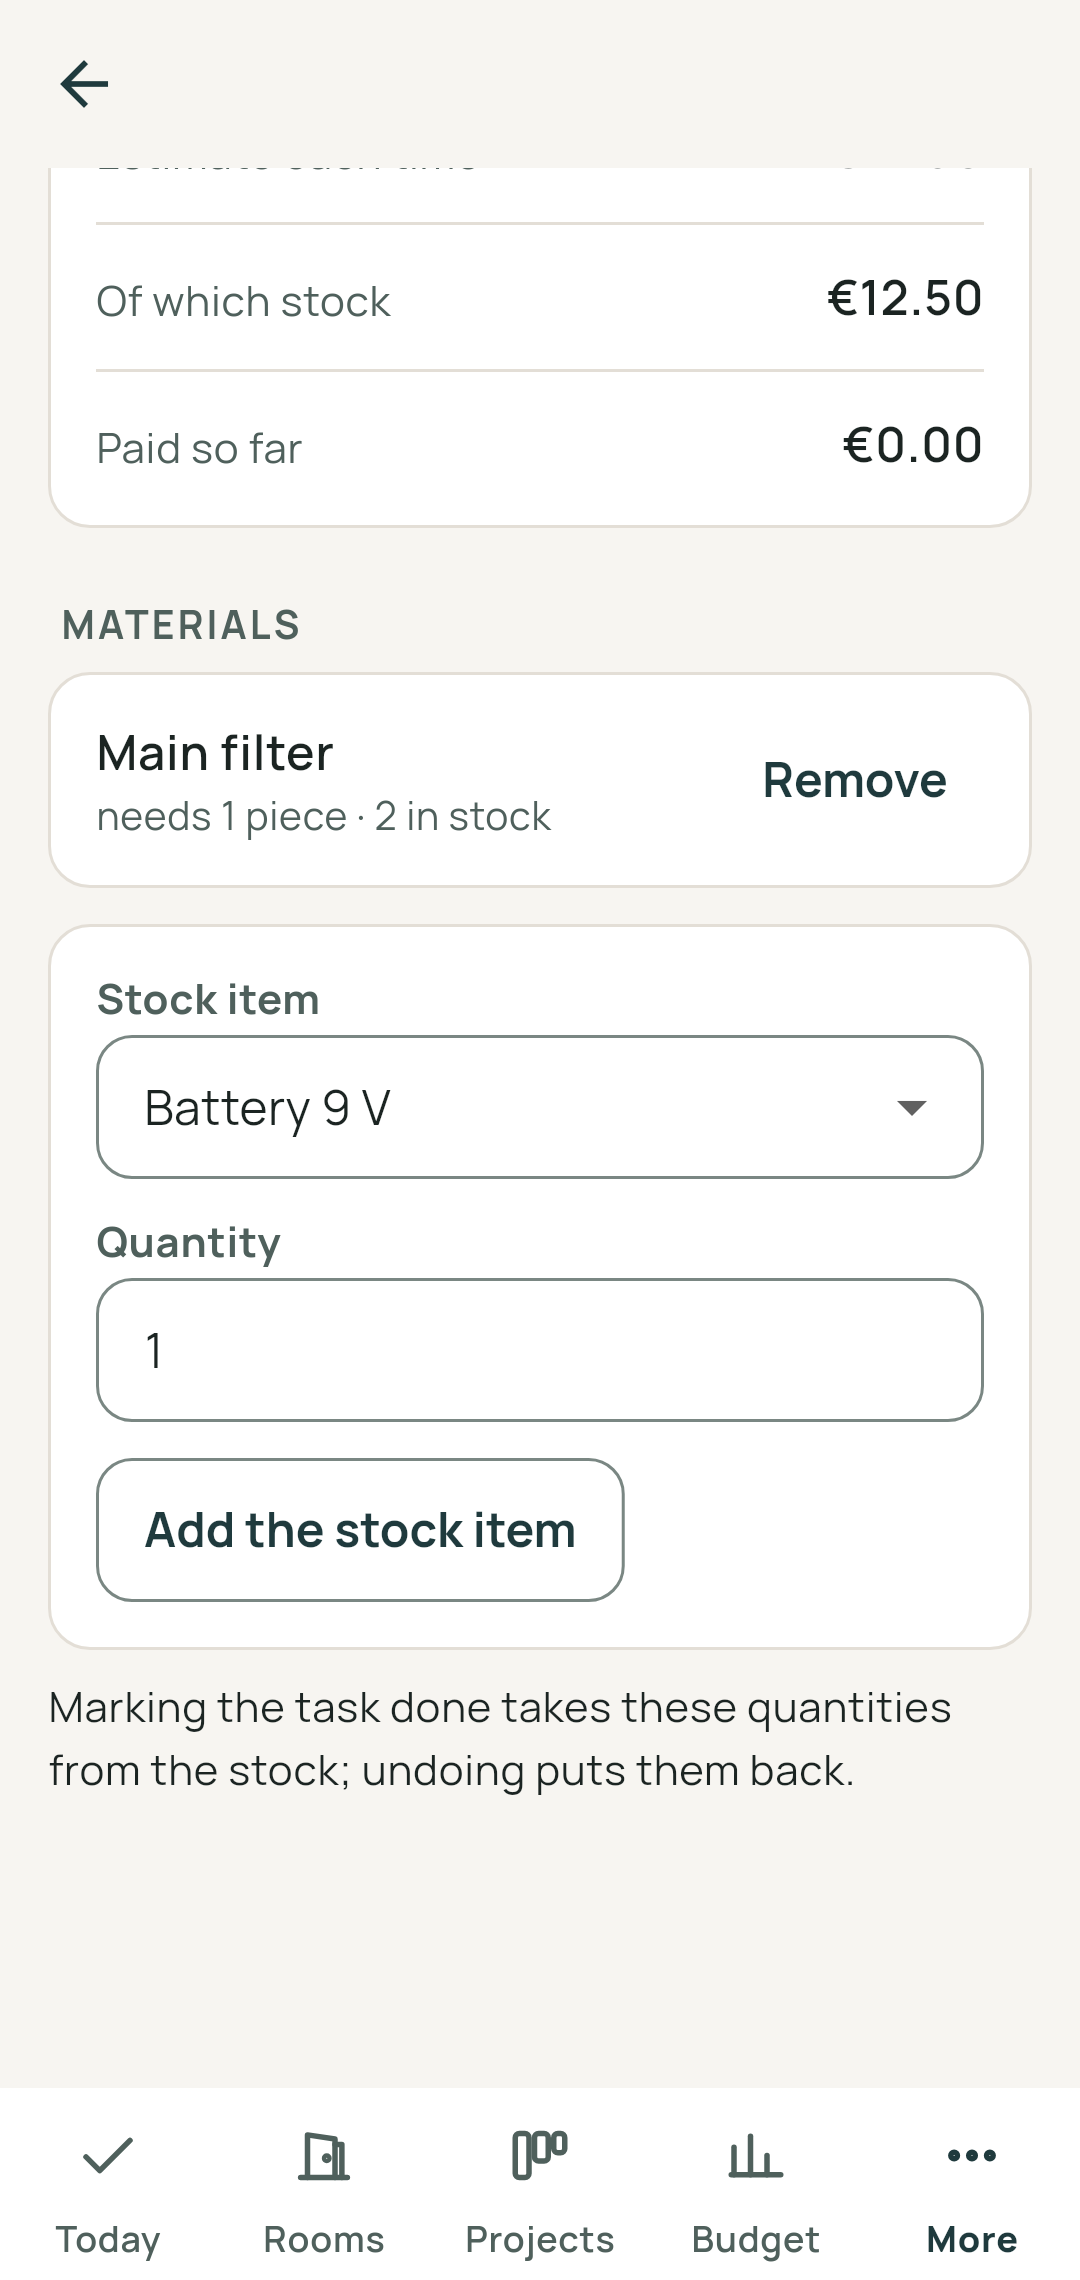 Of which stock €12.50
Paid so far €0.00
MATERIALS
Main filter
needs 1 piece · 2 in stock
Remove
Stock item
Battery 9 V
Quantity
1
Add the stock item
Marking the task done takes these quantities
from the stock; undoing puts them back.
Today Rooms Projects Budget More